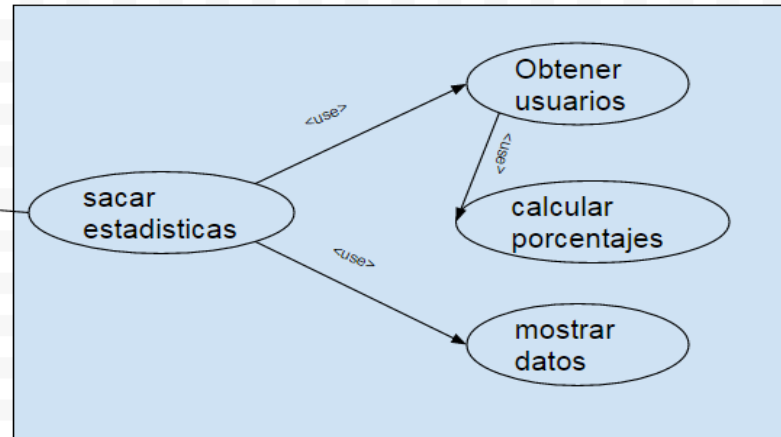 Obtener
usuarios
<use>
<use>
sacar
estadisticas
calcular
porcentajes
<use>
mostrar
datos